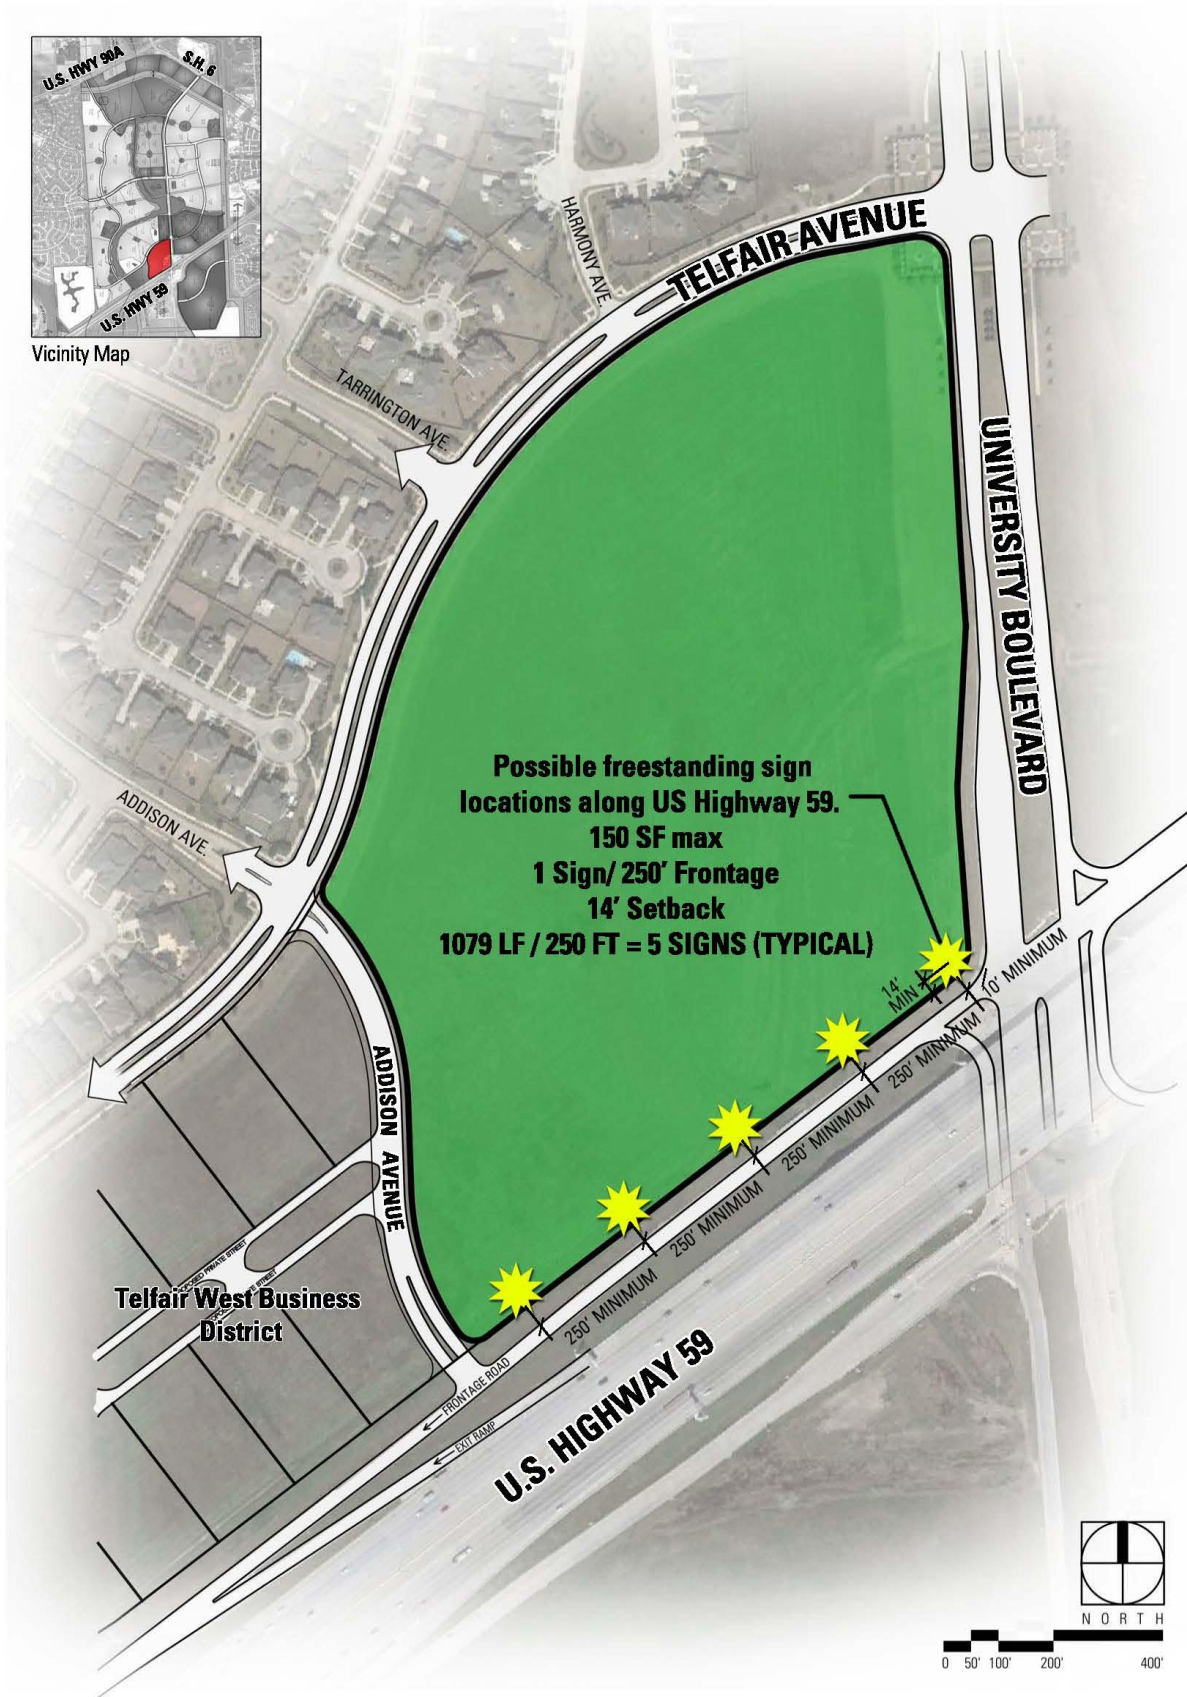 U.S. HWY 90A
S.H. 6
U.S. HWY 59
Vicinity Map
HARMONY AVE.
TELFAIR AVENUE
TARRINGTON AVE.
UNIVERSITY BOULEVARD
ADDISON AVE.
Possible freestanding sign
locations along US Highway 59.
150 SF max
1 Sign/ 250' Frontage
14' Setback
1079 LF / 250 FT = 5 SIGNS (TYPICAL)
14'
MIN
10' MINIMUM
250' MINIMUM
250' MINIMUM
250' MINIMUM
250' MINIMUM
ADDISON AVENUE
PRIVATE STREET
STREET
Telfair West Business
District
FRONTAGE ROAD
EXIT RAMP
U.S. HIGHWAY 59
NORTH
0 50' 100' 200' 400'